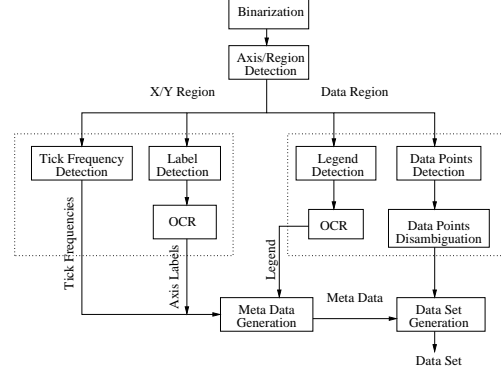 Binarization
Axis/Region
Detection
X/Y Region
Data Region
Tick Frequency
Detection
Label
Detection
Legend
Detection
Data Points
Detection
OCR
OCR
Data Points
Disambiguation
Tick Frequencies
Axis Labels
Legend
Meta Data
Generation
Meta Data
Data Set
Generation
Data Set